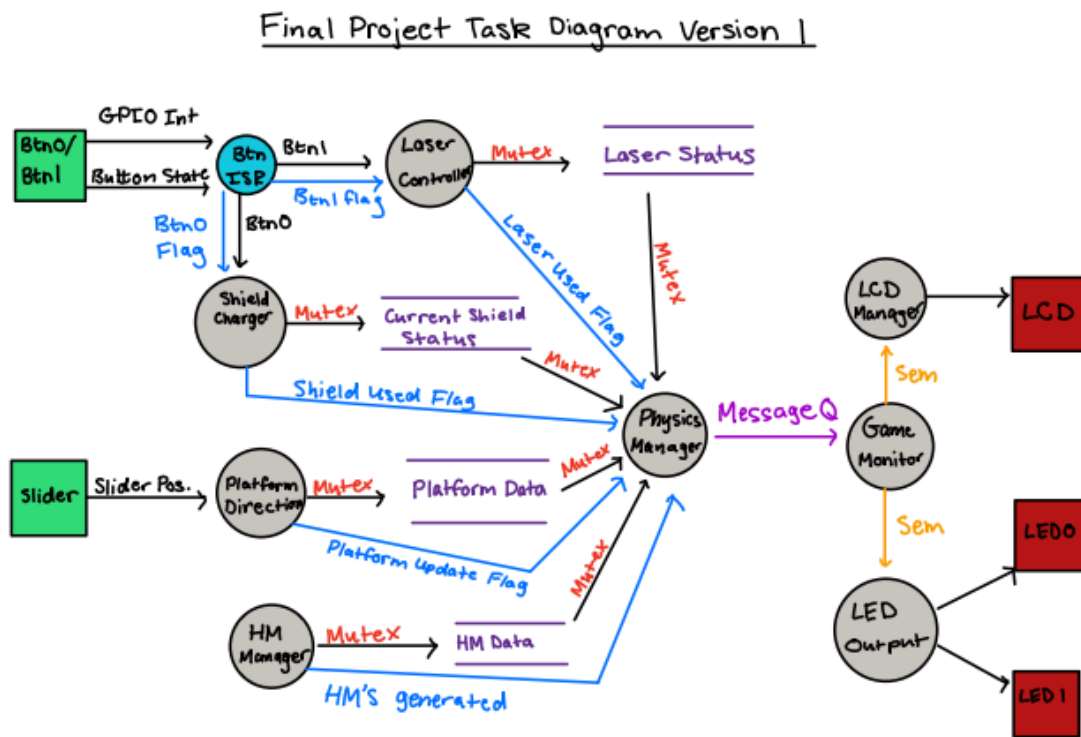 Final Project Task Diagram Version 1
GPIO Int
Btn0/
Btn1
Button State
Btn
ISR
Btn1
Btn1 flag
Btn0
Flag
Btn0
Laser
Controller
Mutex
Laser Status
Mutex
Laser Used Flag
Shield
Charger
Mutex
Current Shield
Status
Mutex
Shield Used Flag
Physics
Manager
MessageQ
LCD
Manager
LCD
Sem
Game
Monitor
Sem
Slider
Slider Pos.
Platform
Direction
Mutex
Platform Data
Mutex
Platform Update Flag
Mutex
HM
Manager
Mutex
HM Data
HM's generated
LED
Output
LED0
LED1